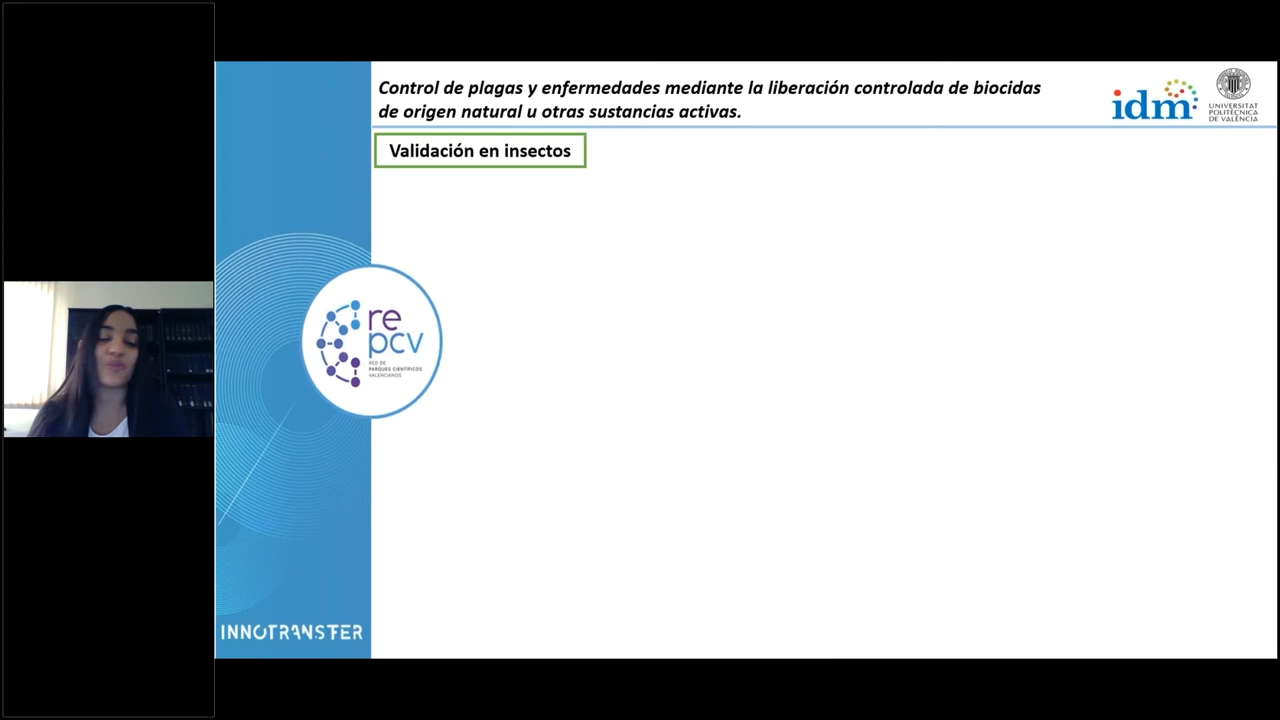 Control de plagas y enfermedades mediante la liberación controlada de biocidas
de origen natural u otras sustancias activas.
idm
UNIVERSITAT
POLITÈCNICA
DE VALÈNCIA
Validación en insectos
re
pcv
RED DE
PARQUES CIENTÍFICOS
VALENCIANOS
INNOTRANSFER